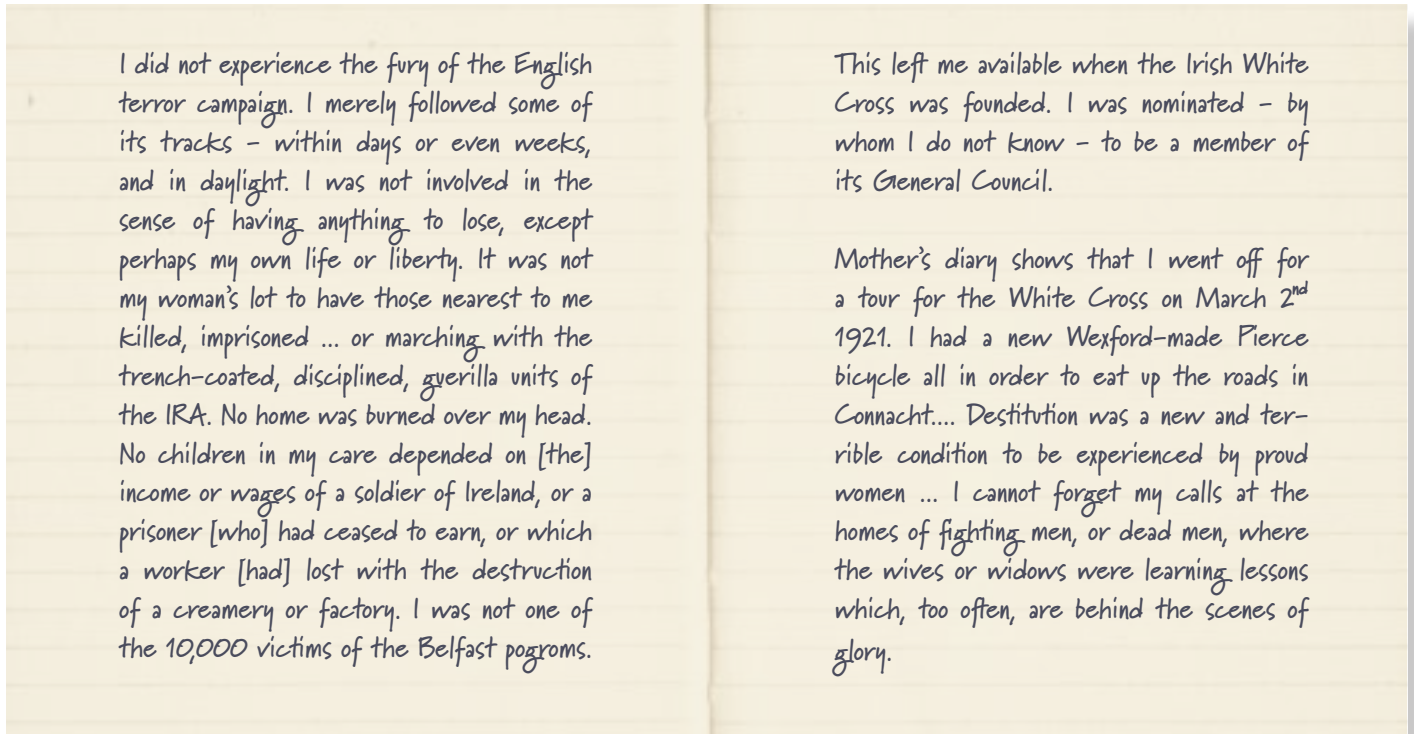 I did not experience the fury of the English
terror campaign. I merely followed some of
its tracks – within days or even weeks,
and in daylight. I was not involved in the
sense of having anything to lose, except
perhaps my own life or liberty. It was not
my woman's lot to have those nearest to me
killed, imprisoned ... or marching with the
trench-coated, disciplined, guerilla units of
the IRA. No home was burned over my head.
No children in my care depended on [the]
income or wages of a soldier of Ireland, or a
prisoner [who] had ceased to earn, or which
a worker [had] lost with the destruction
of a creamery or factory. I was not one of
the 10,000 victims of the Belfast pogroms.
This left me available when the Irish White
Cross was founded. I was nominated – by
whom I do not know – to be a member of
its General Council.
Mother's diary shows that I went off for
a tour for the White Cross on March 2nd
1921. I had a new Wexford-made Pierce
bicycle all in order to eat up the roads in
Connacht.... Destitution was a new and ter-
rible condition to be experienced by proud
women ... I cannot forget my calls at the
homes of fighting men, or dead men, where
the wives or widows were learning lessons
which, too often, are behind the scenes of
glory.